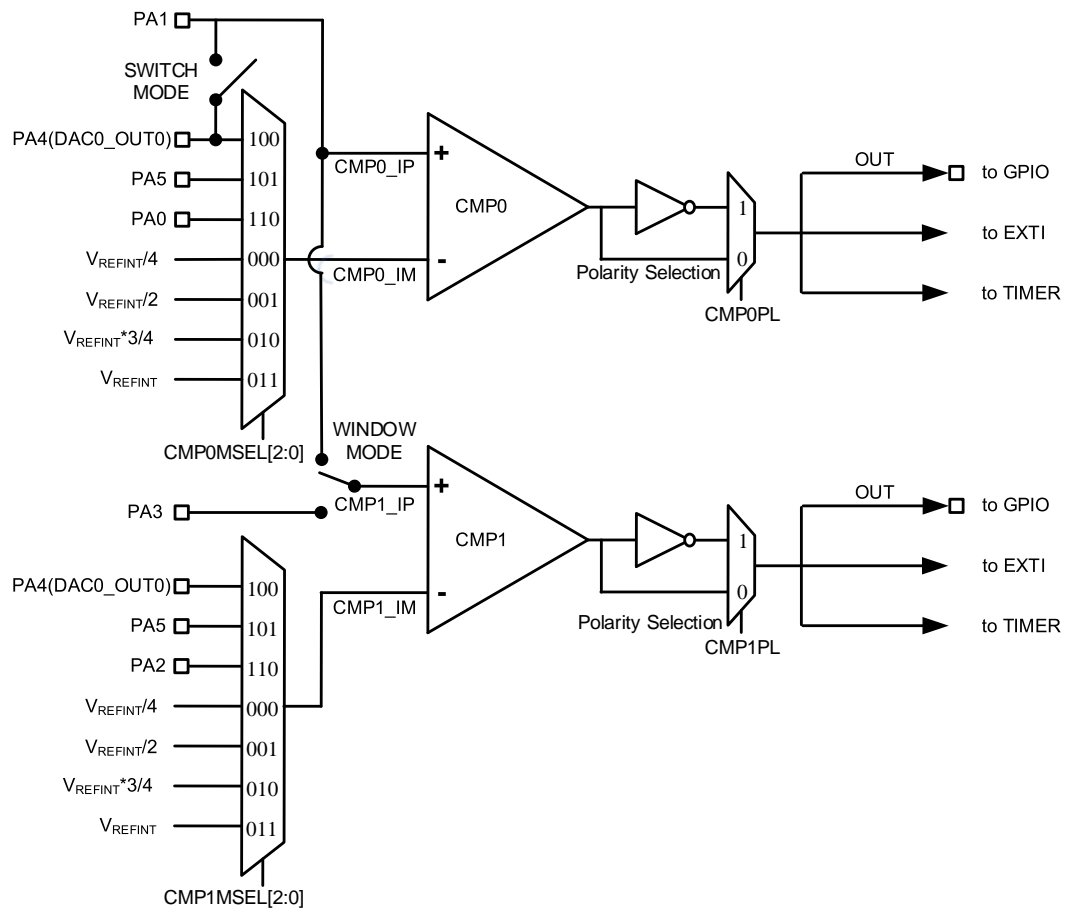 PA1
SWITCH
MODE
PA4(DAC0_OUT0)
100
PA5
101
PA0
110
VREFINT/4
000
VREFINT/2
001
VREFINT*3/4
010
VREFINT
011
CMP0MSEL[2:0]
CMP0_IP
CMP0_IM
+
-
CMP0
Polarity Selection
1
0
CMP0PL
OUT
to GPIO
to EXTI
to TIMER
WINDOW
MODE
PA3
CMP1_IP
PA4(DAC0_OUT0)
100
PA5
101
PA2
110
VREFINT/4
000
VREFINT/2
001
VREFINT*3/4
010
VREFINT
011
CMP1MSEL[2:0]
CMP1_IM
+
-
CMP1
Polarity Selection
1
0
CMP1PL
OUT
to GPIO
to EXTI
to TIMER